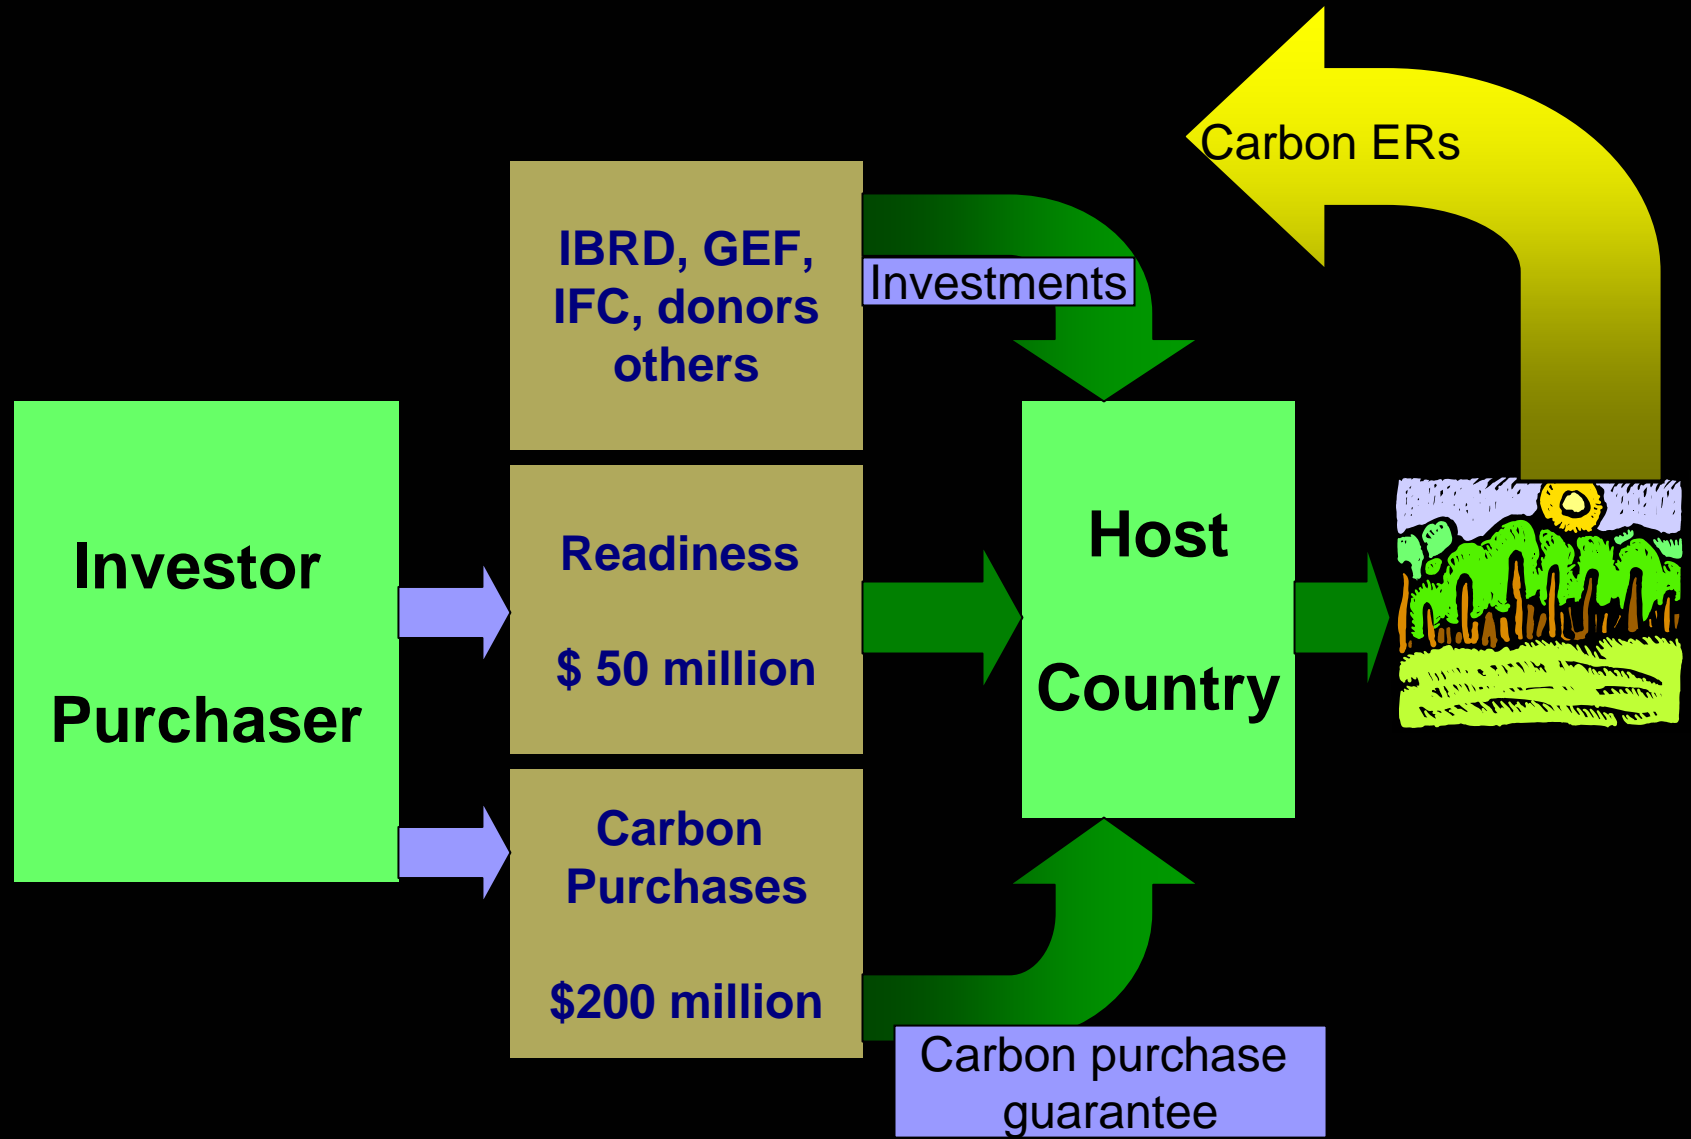 Carbon ERs
IBRD, GEF,
IFC, donors
others
Investments
Investor
Purchaser
Readiness
$ 50 million
Host
Country
Carbon
Purchases
$200 million
Carbon purchase
guarantee